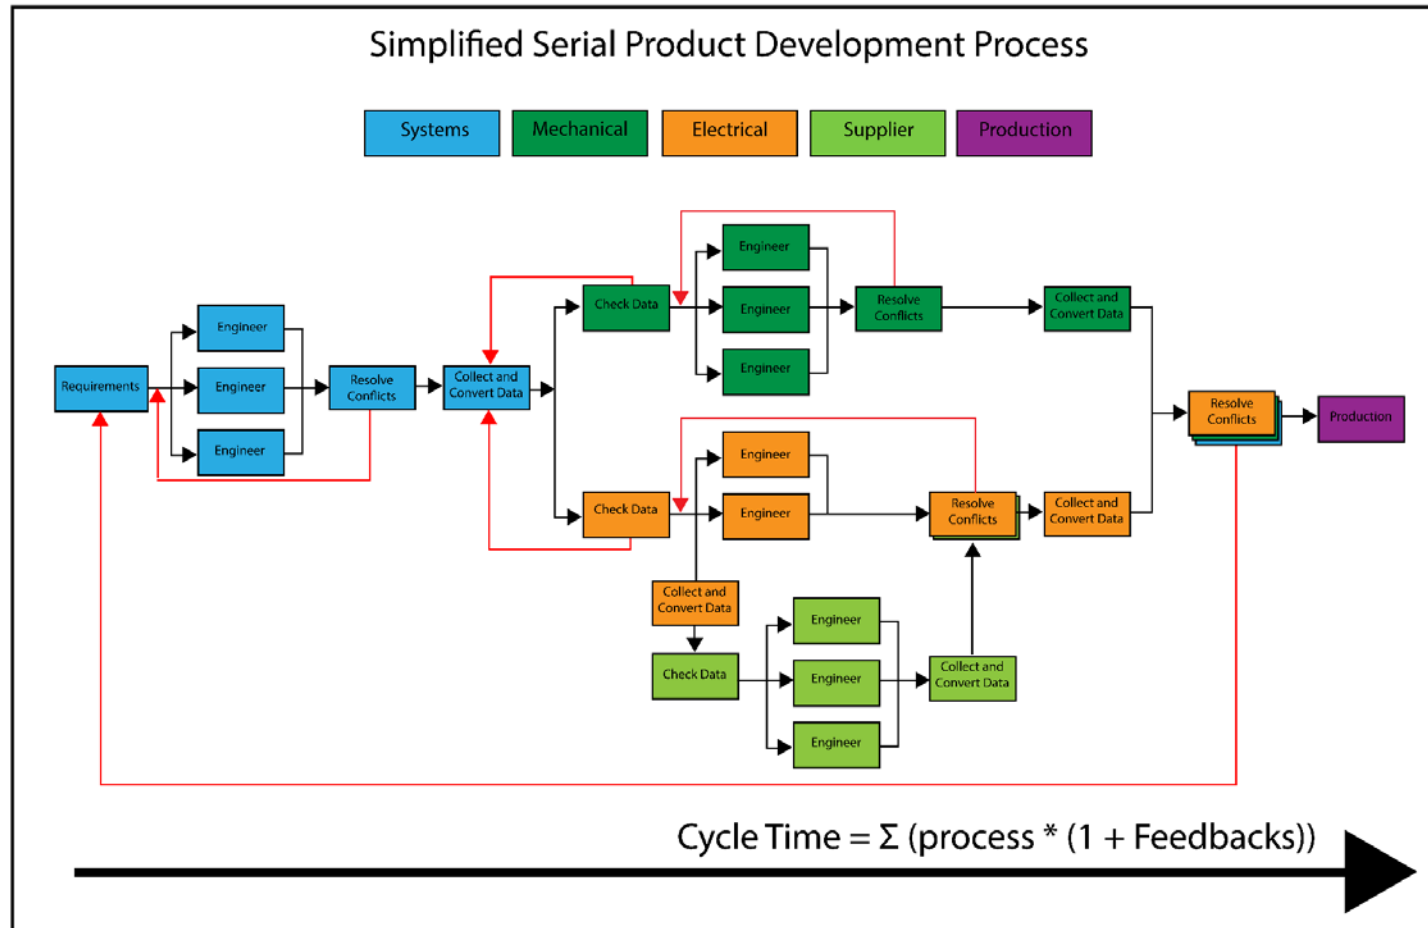 Simplified Serial Product Development Process
Systems
Mechanical
Electrical
Supplier
Production
Requirements
Engineer
Engineer
Engineer
Resolve
Conflicts
Collect and
Convert Data
Check Data
Engineer
Engineer
Engineer
Resolve
Conflicts
Collect and
Convert Data
Check Data
Engineer
Engineer
Resolve
Conflicts
Collect and
Convert Data
Collect and
Convert Data
Check Data
Engineer
Engineer
Engineer
Collect and
Convert Data
Resolve
Conflicts
Production
Cycle Time = Σ (process * (1 + Feedbacks))